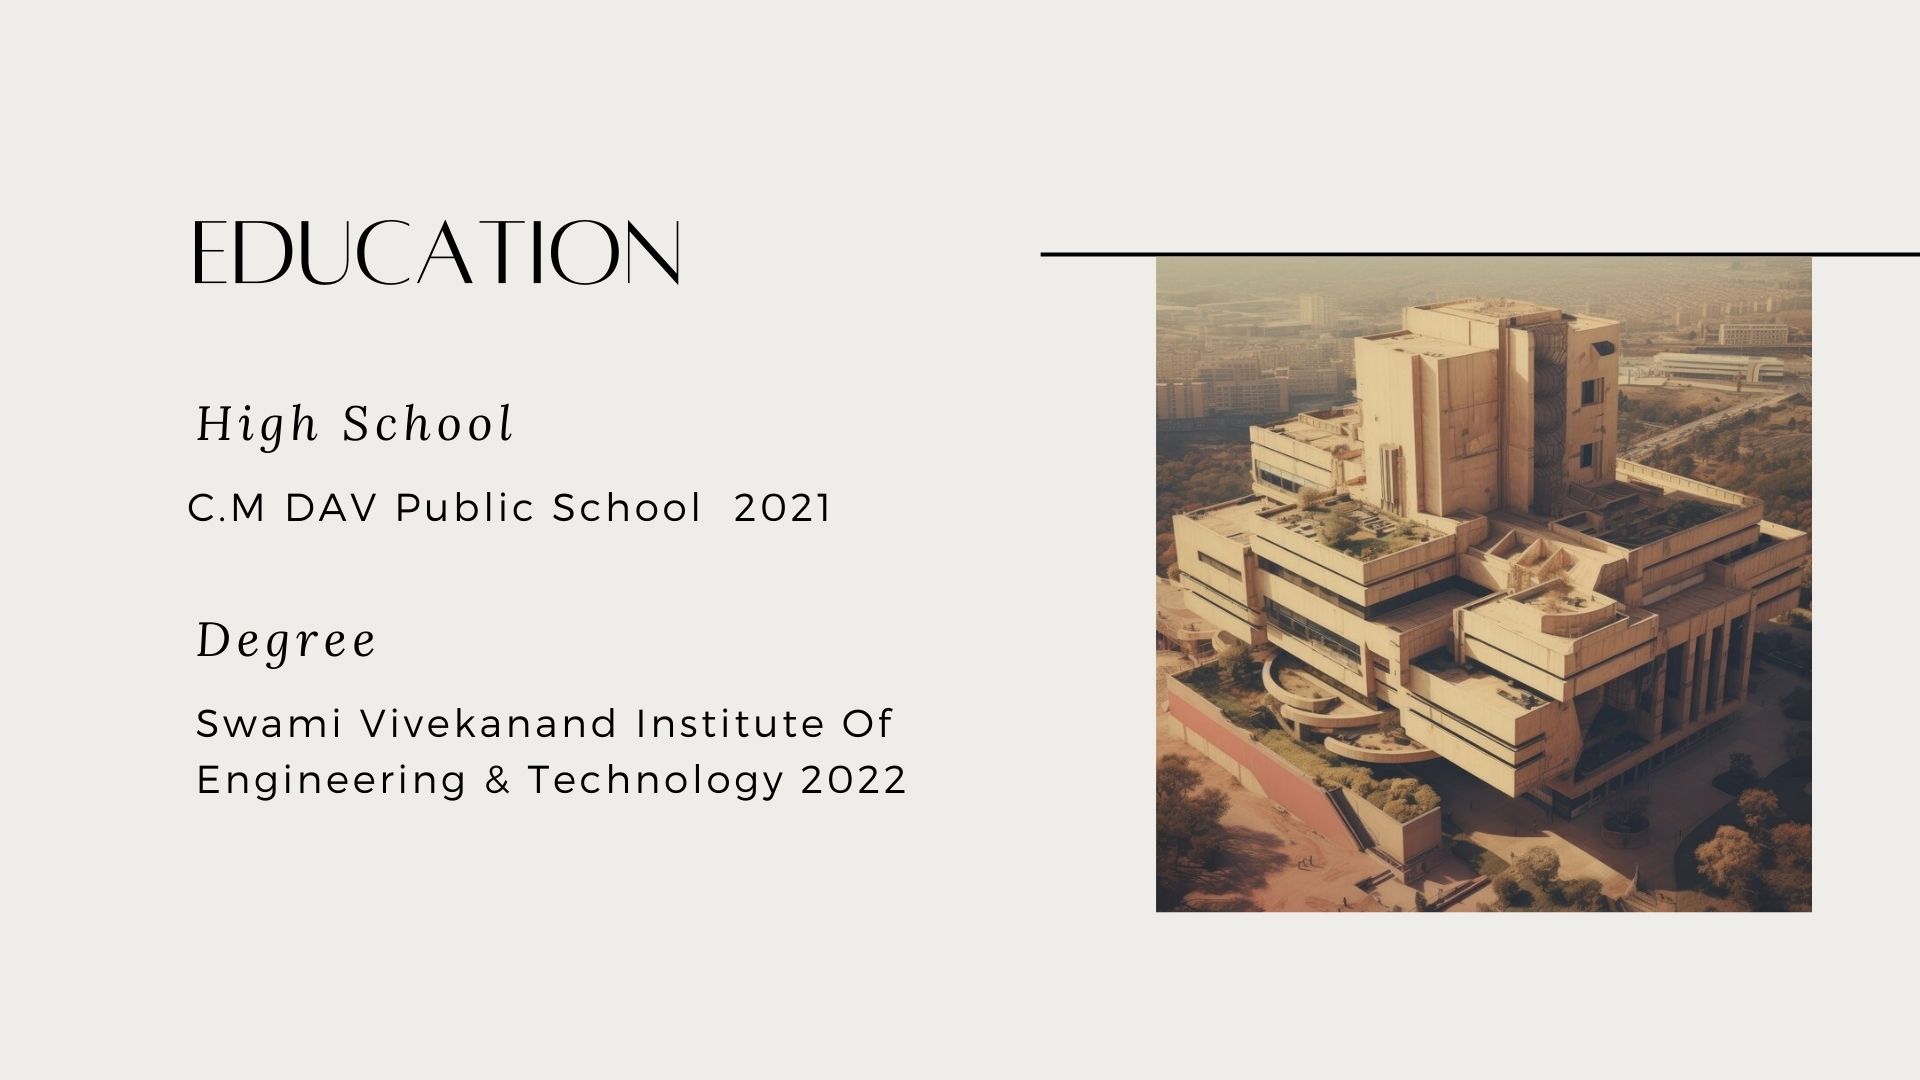 EDUCATION
High School
C.M DAV Public School  2021
Degree
Swami Vivekanand Institute Of
Engineering & Technology 2022